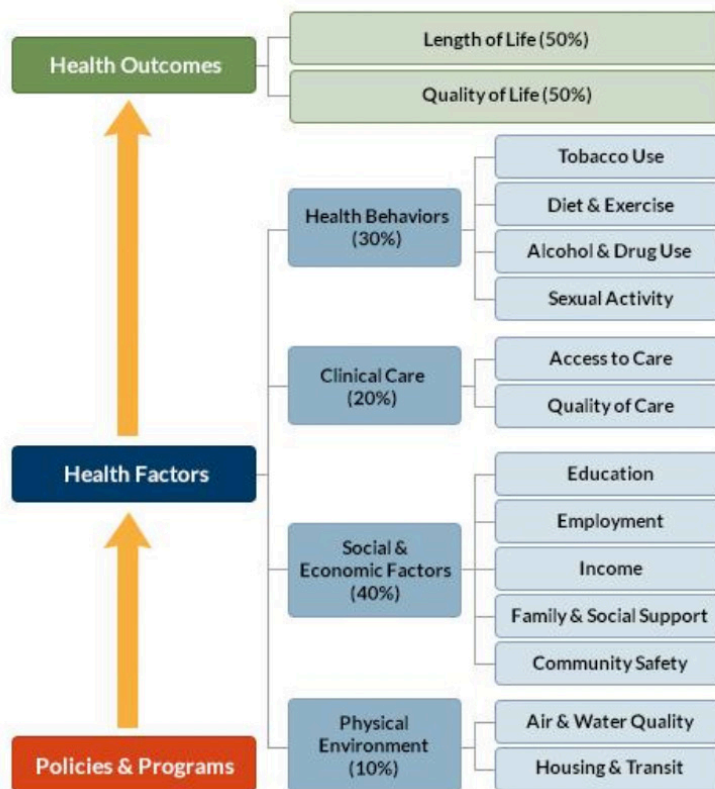 Health Outcomes
Length of Life (50%)
Quality of Life (50%)
Health Factors
Health Behaviors
(30%)
Tobacco Use
Diet & Exercise
Alcohol & Drug Use
Sexual Activity
Clinical Care
(20%)
Access to Care
Quality of Care
Social &
Economic Factors
(40%)
Education
Employment
Income
Family & Social Support
Community Safety
Physical
Environment
(10%)
Air & Water Quality
Housing & Transit
Policies & Programs